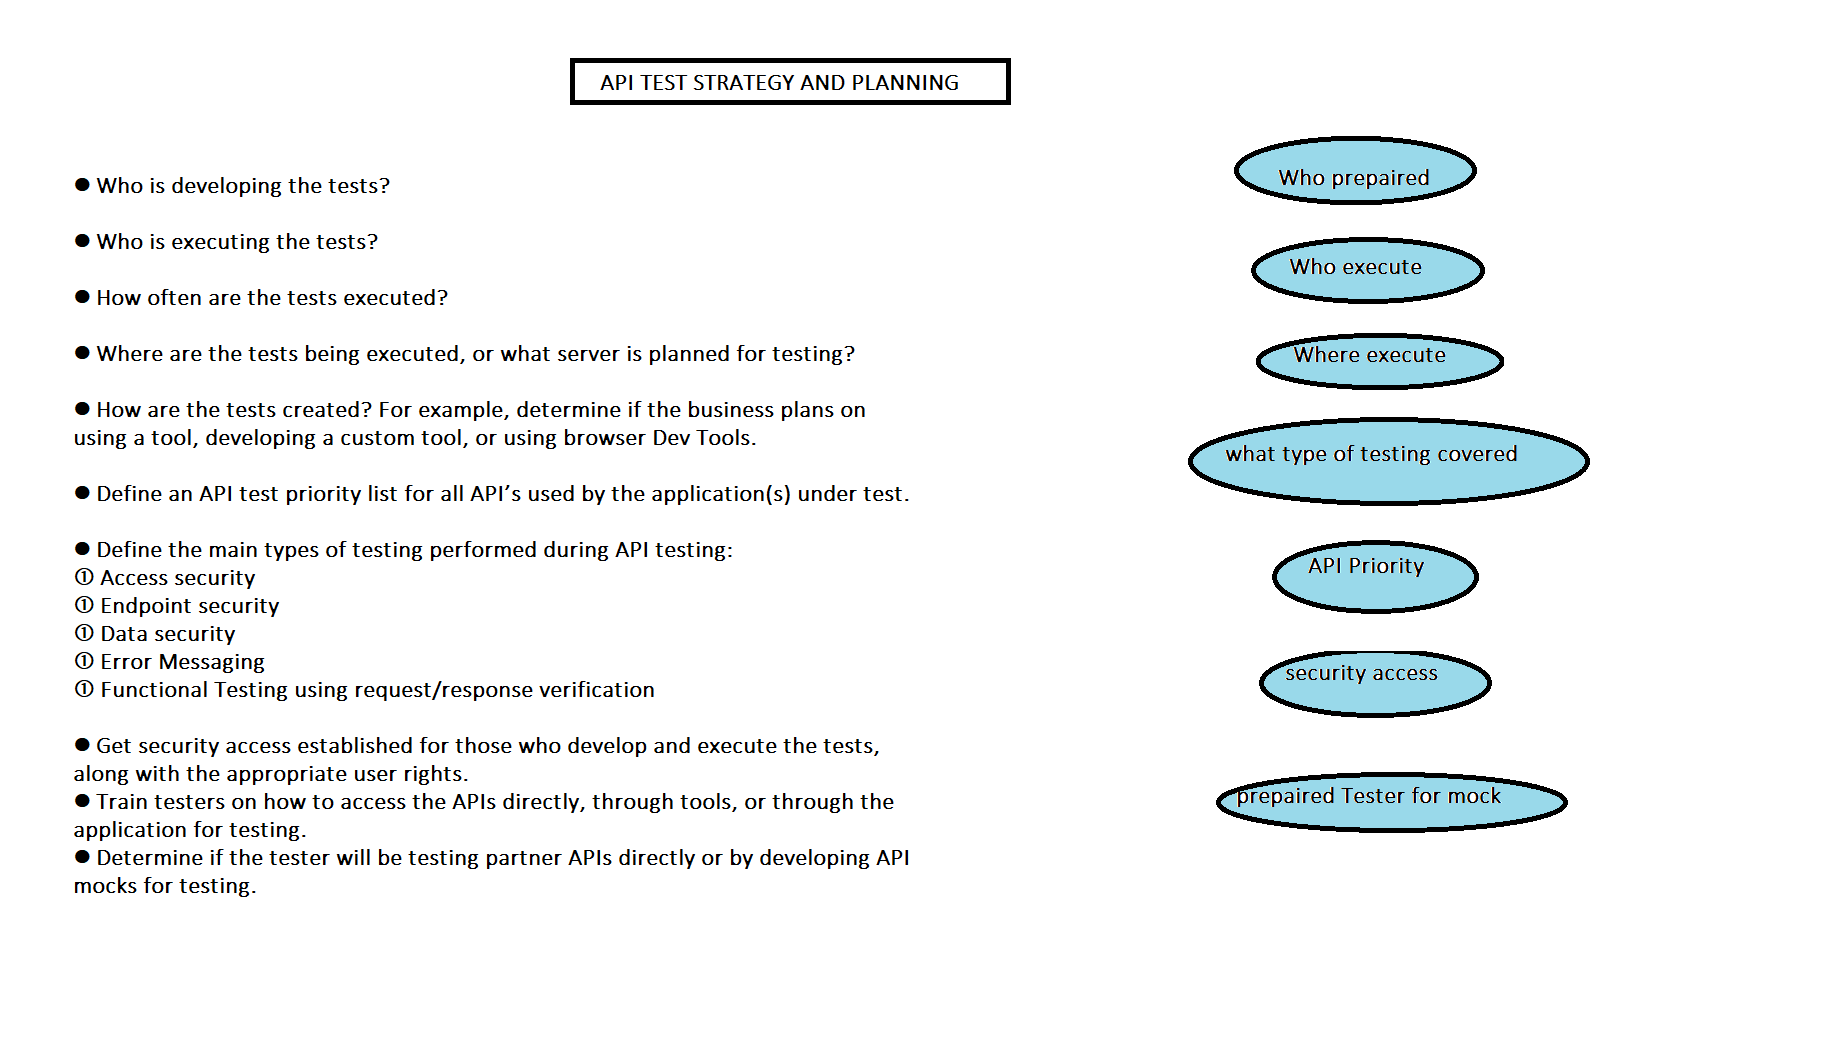 API TEST STRATEGY AND PLANNING
● Who is developing the tests?
● Who is executing the tests?
● How often are the tests executed?
● Where are the tests being executed, or what server is planned for testing?
● How are the tests created? For example, determine if the business plans on
using a tool, developing a custom tool, or using browser Dev Tools.
● Define an API test priority list for all API’s used by the application(s) under test.
● Define the main types of testing performed during API testing:
① Access security
① Endpoint security
① Data security
① Error Messaging
① Functional Testing using request/response verification
● Get security access established for those who develop and execute the tests,
along with the appropriate user rights.
● Train testers on how to access the APIs directly, through tools, or through the
application for testing.
● Determine if the tester will be testing partner APIs directly or by developing API
mocks for testing.
Who prepaired
Who execute
Where execute
what type of testing covered
API Priority
security access
prepaired Tester for mock